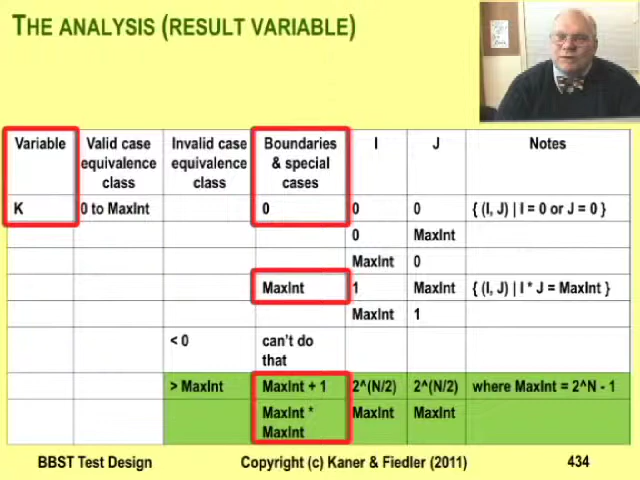 THE ANALYSIS (RESULT VARIABLE)
Variable Valid case equivalence class Invalid case equivalence class Boundaries & special cases I J Notes
K 0 to MaxInt 0 0 0 { (I, J) | I = 0 or J = 0 }
0 MaxInt
MaxInt 0
MaxInt 1 MaxInt { (I, J) | I * J = MaxInt }
MaxInt 1
< 0 can't do that
> MaxInt MaxInt + 1 2^(N/2) 2^(N/2) where MaxInt = 2^N - 1
MaxInt * MaxInt MaxInt MaxInt
BBST Test Design Copyright (c) Kaner & Fiedler (2011) 434